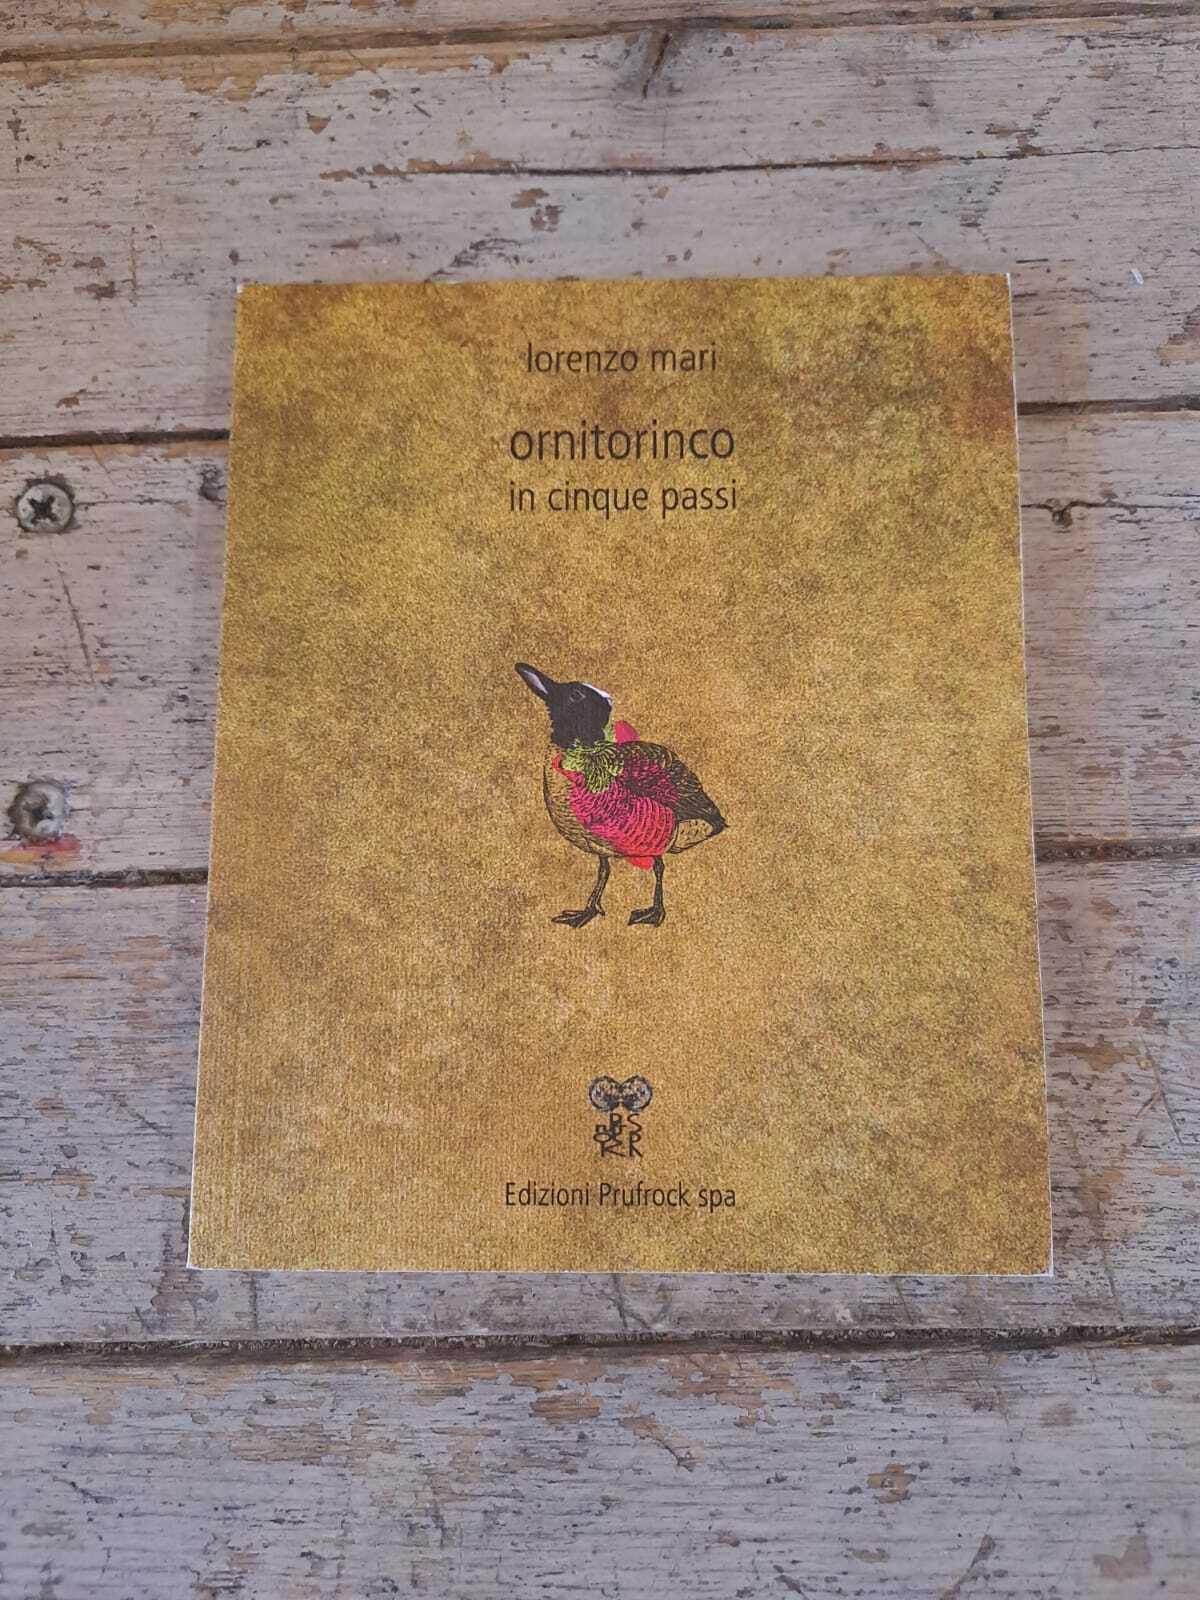 lorenzo mari
ornitorinco
in cinque passi
Edizioni Prufrock spa